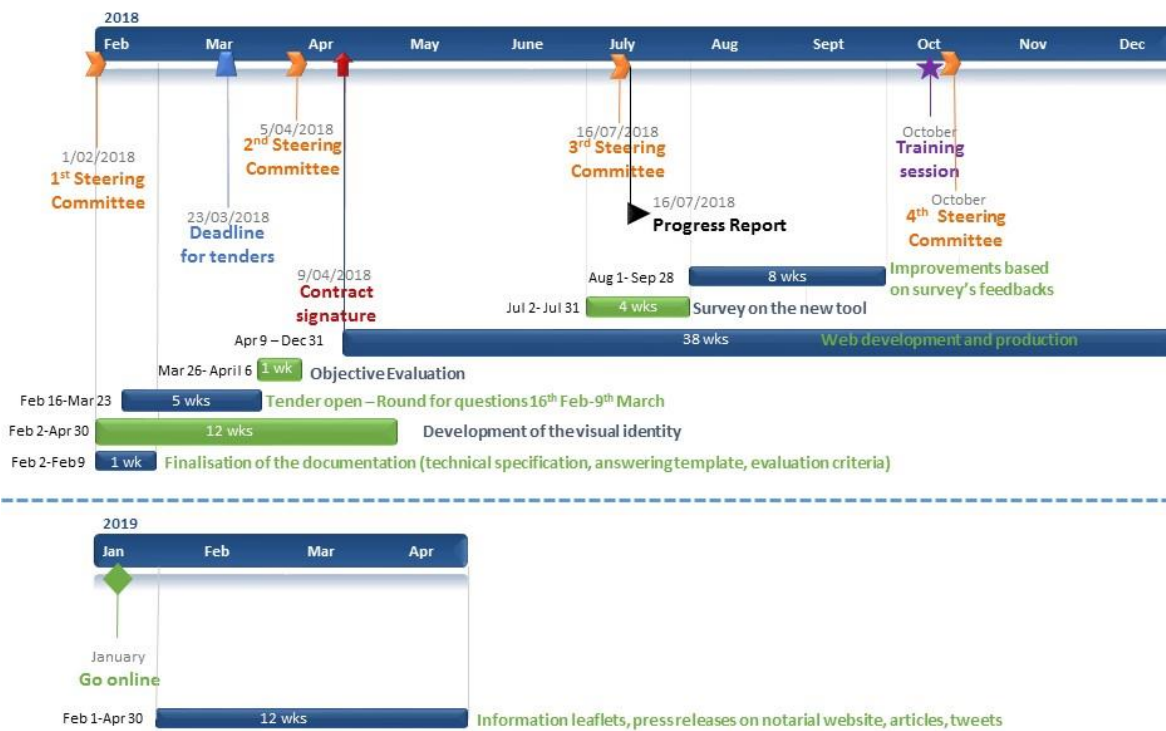 2018
Feb Mar Apr May June July Aug Sept Oct Nov Dec
1/02/2018
1st Steering
Committee
23/03/2018
Deadline
for tenders
5/04/2018
2nd Steering
Committee
9/04/2018
Contract
signature
16/07/2018
3rd Steering
Committee
16/07/2018
Progress Report
October
Training
session
October
4th Steering
Committee
Aug 1- Sep 28 8 wks Improvements based
on survey's feedbacks
Jul 2- Jul 31 4 wks Survey on the new tool
Apr 9 – Dec 31 38 wks Web development and production
Mar 26- April 6 1 wk Objective Evaluation
Feb 16-Mar 23 5 wks Tender open – Round for questions 16th Feb-9th March
Feb 2-Apr 30 12 wks Development of the visual identity
Feb 2-Feb 9 1 wk Finalisation of the documentation (technical specification, answering template, evaluation criteria)
2019
Jan Feb Mar Apr
January
Go online
Feb 1-Apr 30 12 wks Information leaflets, press releases on notarial website, articles, tweets